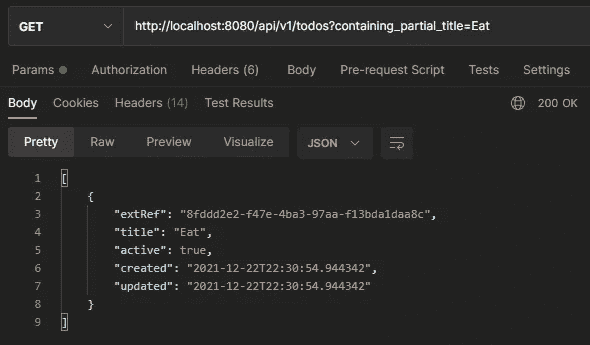 GET http://localhost:8080/api/v1/todos?containing_partial_title=Eat
Params Authorization Headers (6) Body Pre-request Script Tests Settings
Body Cookies Headers (14) Test Results 200 OK
Pretty Raw Preview Visualize JSON
1 [
2 {
3 "extRef": "8fddd2e2-f47e-4ba3-97aa-f13bda1daa8c",
4 "title": "Eat",
5 "active": true,
6 "created": "2021-12-22T22:30:54.944342",
7 "updated": "2021-12-22T22:30:54.944342"
8 }
9 ]